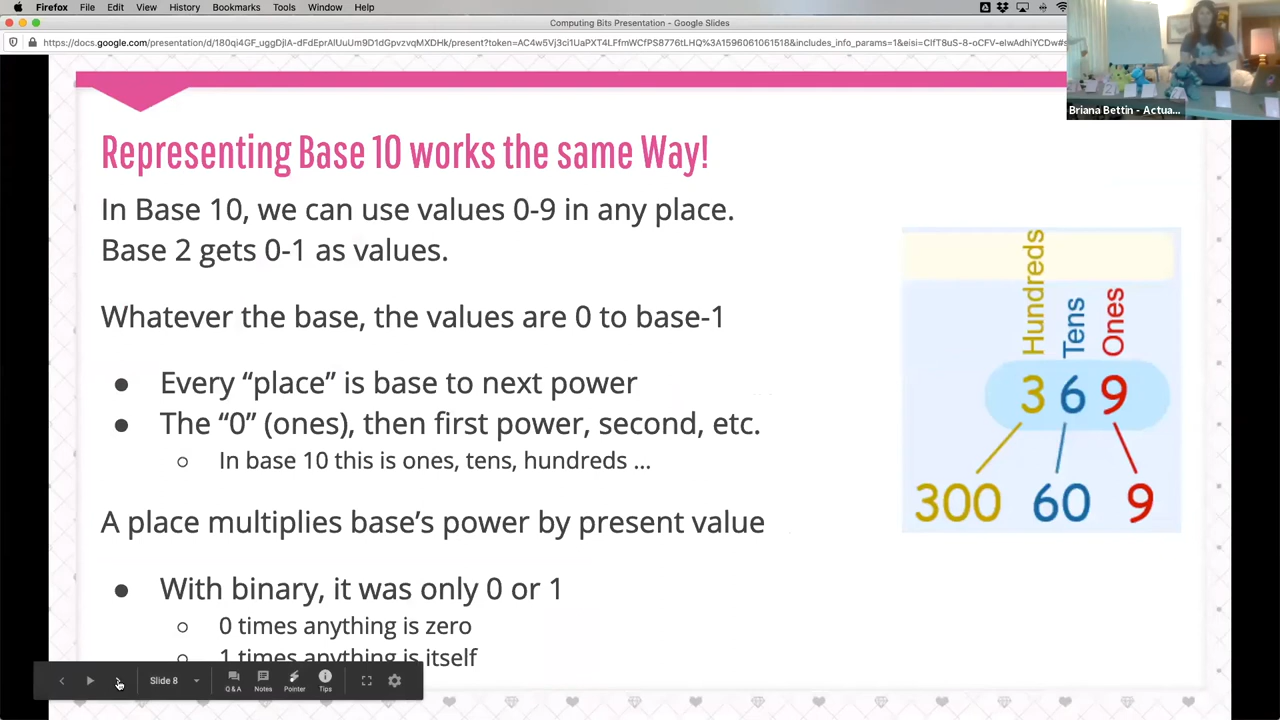 Firefox File Edit View History Bookmarks Tools Window Help
Computing Bits Presentation - Google Slides
Briana Bettin - Actua...
Representing Base 10 works the same Way!
In Base 10, we can use values 0-9 in any place.
Base 2 gets 0-1 as values.
Whatever the base, the values are 0 to base-1
● Every “place” is base to next power
● The “0” (ones), then first power, second, etc.
○ In base 10 this is ones, tens, hundreds ...
A place multiplies base’s power by present value
● With binary, it was only 0 or 1
○ 0 times anything is zero
○ 1 times anything is itself
Hundreds Tens Ones
3 6 9
300 60 9
Slide 8
Q & A Notes Pointer Tips